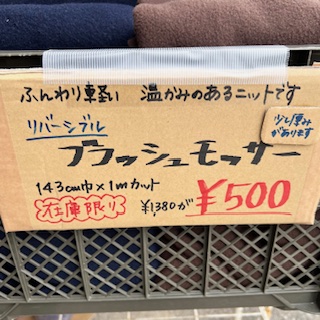 ふんわり軽い 温かみのあるニットです
リバーシブル
少し厚みがあります
ブラッシュモッサー
143cm巾×1mカット
在庫限り
¥1,380が
¥500